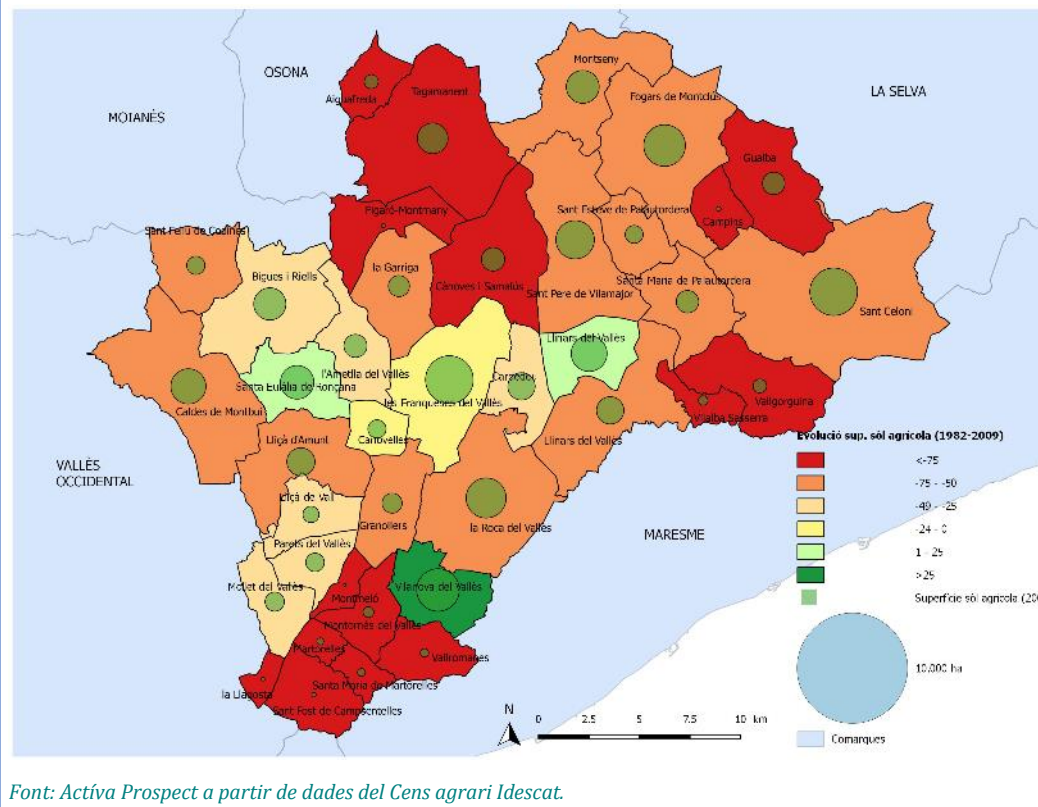 OSONA
Montseny
LA SELVA
Aiguafreda
Tagamanent
Fogars de Montclús
MOIANÈS
Gualba
Figaró-Montmany
Sant Esteve de Palautordera
Campins
Sant Feliu de Codines
la Garriga
Bigues i Riells
Cànoves i Samalús
Santa Maria de Palautordera
Sant Pere de Vilamajor
Sant Celoni
Llinars del Vallès
l'Ametlla del Vallès
Cardedeu
Santa Eulàlia de Ronçana
les Franqueses del Vallès
Vallgorguina
Caldes de Montbui
Vilalba Sasserra
Canovelles
Lliçà d'Amunt
Llinars del Vallès
Evolució sup. sòl agrícola (1982-2009)
<-75
-75 - -50
-49 - -25
-24 - 0
1 - 25
>25
Superfície sòl agrícola (200
10.000 ha
Comarques
VALLÈS
OCCIDENTAL
Lliçà de Vall
Granollers
la Roca del Vallès
MARESME
Parets del Vallès
Mollet del Vallès
Vilanova del Vallès
Montmeló
Montornès del Vallès
Martorelles
Vallromanes
Santa Maria de Martorelles
la Llagosta
Sant Fost de Campsentelles
N
0 2.5 5 7.5 10 km
Font: Actíva Prospect a partir de dades del Cens agrari Idescat.